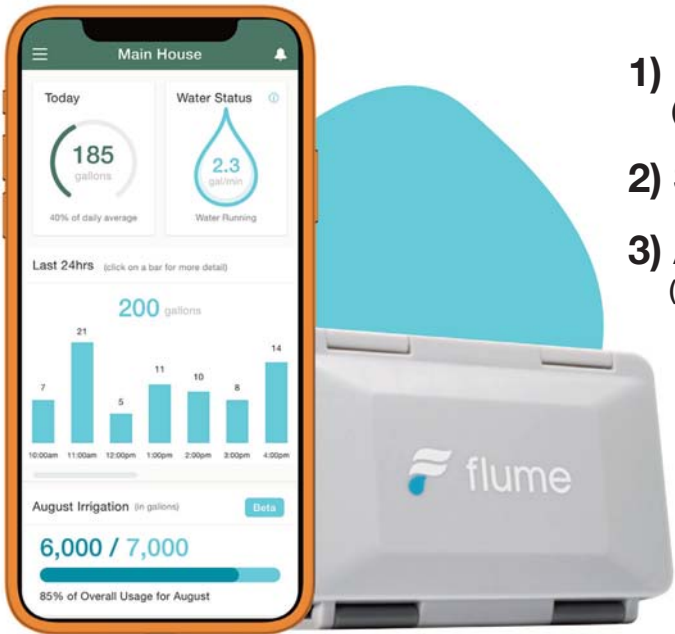 Main House
Today
185
gallons
40% of daily average
Water Status
2.3
gal/min
Water Running
Last 24hrs (click on a bar for more detail)
200 gallons
7 21 5 11 10 8 14
10:00am 11:00am 12:00pm 1:00pm 2:00pm 3:00pm 4:00pm
August Irrigation (in gallons) Beta
6,000 / 7,000
85% of Overall Usage for August
flume
1)
2)
3)